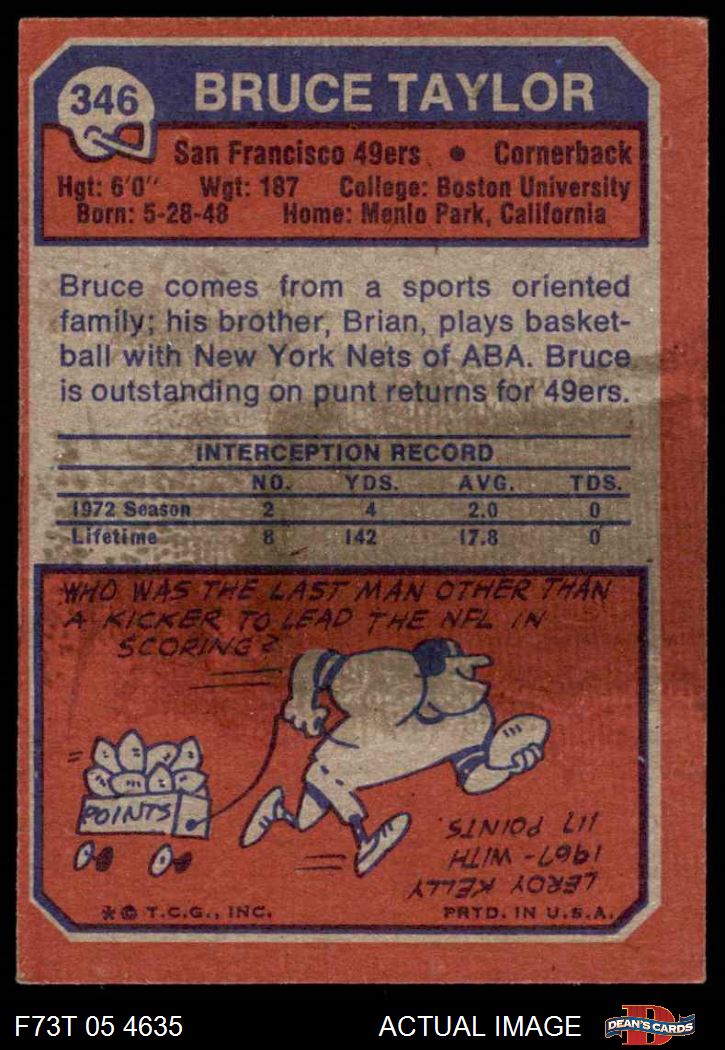 346
BRUCE TAYLOR
San Francisco 49ers • Cornerback
Hgt: 6'0" Wgt: 187 College: Boston University
Born: 5-28-48 Home: Menlo Park, California
Bruce comes from a sports oriented
family; his brother, Brian, plays basket-
ball with New York Nets of ABA. Bruce
is outstanding on punt returns for 49ers.
INTERCEPTION RECORD
NO. YDS. AVG. TDS.
1972 Season 2 4 2.0 0
Lifetime 8 142 17.8 0
WHO WAS THE LAST MAN OTHER THAN
A KICKER TO LEAD THE NFL IN
SCORING?
POINTS
LEROY KELLY
1967-WITH
117 POINTS.
* © T.C.G., INC. PRTD. IN U.S.A.
F73T 05 4635 ACTUAL IMAGE
D
DEAN'S CARDS